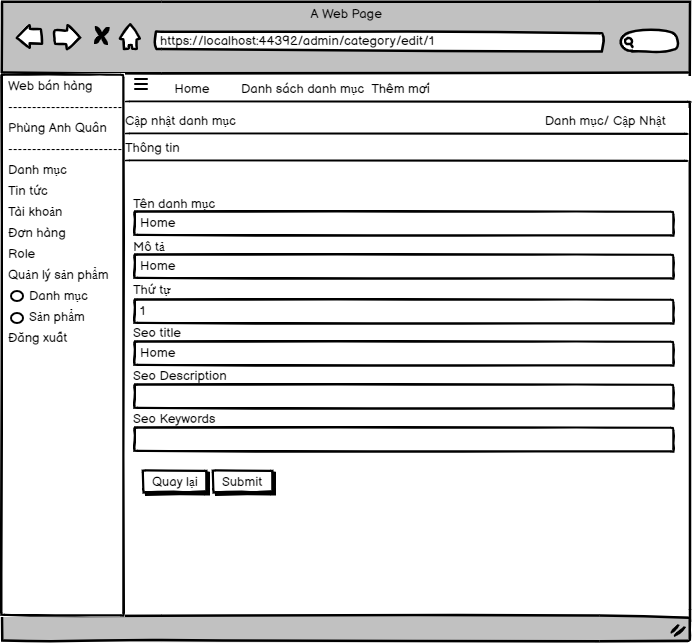 A Web Page
https://localhost:44392/admin/category/edit/1
Web bán hàng
Phùng Anh Quân
Danh mục
Tin tức
Tài khoản
Đơn hàng
Role
Quản lý sản phẩm
Danh mục
Sản phẩm
Đăng xuất
Home Danh sách danh mục Thêm mới
Cập nhật danh mục Danh mục/ Cập Nhật
Thông tin
Tên danh mục
Home
Mô tả
Home
Thứ tự
1
Seo title
Home
Seo Description
Seo Keywords
Quay lại Submit